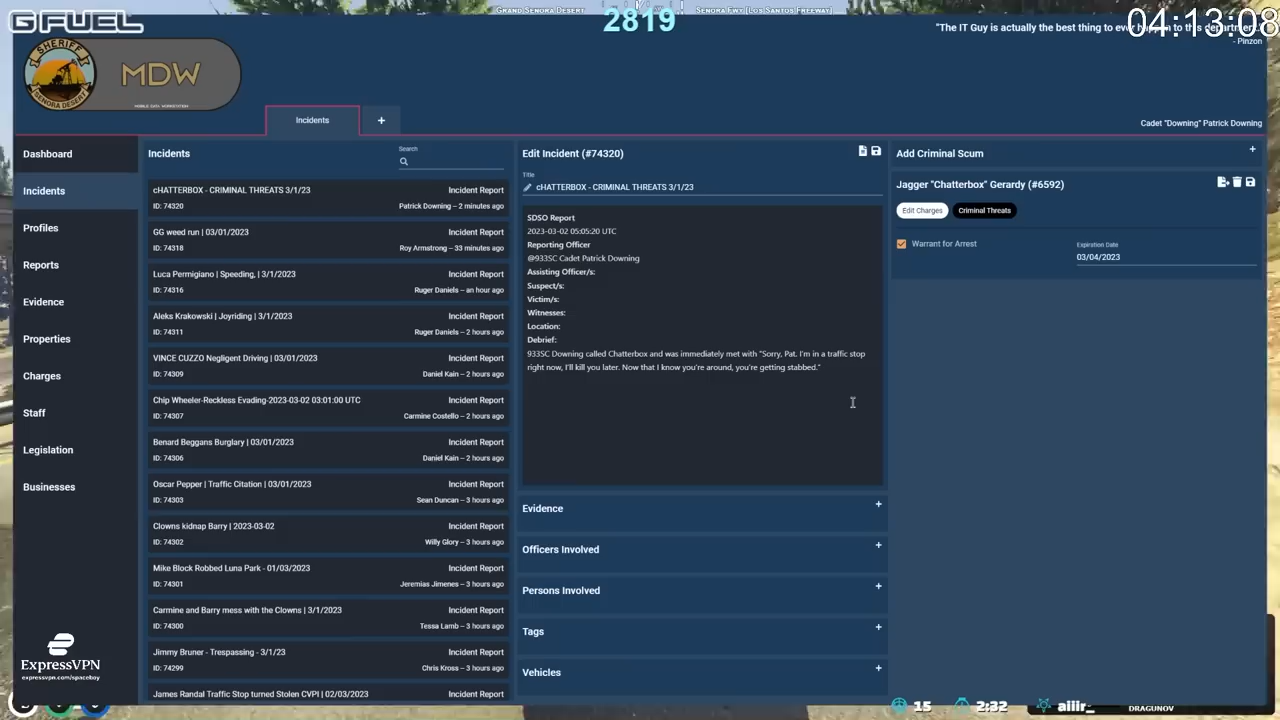 GRAND SENORA DESERT
SENORA FWY [LOS SANTOS FREEWAY]
GFUEL
2819
04:13:08
- Pinzon
SHERIFF
SENORA DESERT
MDW
MOBILE DATA WORKSTATION
Incidents
+
Cadet "Downing" Patrick Downing
Dashboard
Incidents
Profiles
Reports
Evidence
Properties
Charges
Staff
Legislation
Businesses
ExpressVPN
expressvpn.com/spaceboy
Incidents
Search
cHATTERBOX - CRIMINAL THREATS 3/1/23 Incident Report
ID: 74320 Patrick Downing – 2 minutes ago
GG weed run | 03/01/2023 Incident Report
ID: 74318 Roy Armstrong – 33 minutes ago
Luca Permigiano | Speeding, | 3/1/2023 Incident Report
ID: 74316 Ruger Daniels – an hour ago
Aleks Krakowski | Joyriding | 3/1/2023 Incident Report
ID: 74311 Ruger Daniels – 2 hours ago
VINCE CUZZO Negligent Driving | 03/01/2023 Incident Report
ID: 74309 Daniel Kain – 2 hours ago
Chip Wheeler-Reckless Evading-2023-03-02 03:01:00 UTC Incident Report
ID: 74307 Carmine Costello – 2 hours ago
Benard Beggans Burglary | 03/01/2023 Incident Report
ID: 74306 Daniel Kain – 2 hours ago
Oscar Pepper | Traffic Citation | 03/01/2023 Incident Report
ID: 74303 Sean Duncan – 3 hours ago
Clowns kidnap Barry | 2023-03-02 Incident Report
ID: 74302 Willy Glory – 3 hours ago
Mike Block Robbed Luna Park - 01/03/2023 Incident Report
ID: 74301 Jeremias Jimenes – 3 hours ago
Carmine and Barry mess with the Clowns | 3/1/2023 Incident Report
ID: 74300 Tessa Lamb – 3 hours ago
Jimmy Bruner - Trespassing - 3/1/23 Incident Report
ID: 74299 Chris Kross – 3 hours ago
James Randal Traffic Stop turned Stolen CVPI | 02/03/2023 Incident Report
Edit Incident (#74320)
Title
cHATTERBOX - CRIMINAL THREATS 3/1/23
SDSO Report
2023-03-02 05:05:20 UTC
Reporting Officer
@933SC Cadet Patrick Downing
Assisting Officer/s:
Suspect/s:
Victim/s:
Witnesses:
Location:
Debrief:
933SC Downing called Chatterbox and was immediately met with "Sorry, Pat. I'm in a traffic stop
right now, I'll kill you later. Now that I know you're around, you're getting stabbed."
Evidence +
Officers Involved +
Persons Involved +
Tags +
Vehicles +
Add Criminal Scum +
Jagger "Chatterbox" Gerardy (#6592)
Edit Charges Criminal Threats
Warrant for Arrest
Expiration Date
03/04/2023
15 2:32 aiiir_ DRAGUNOV